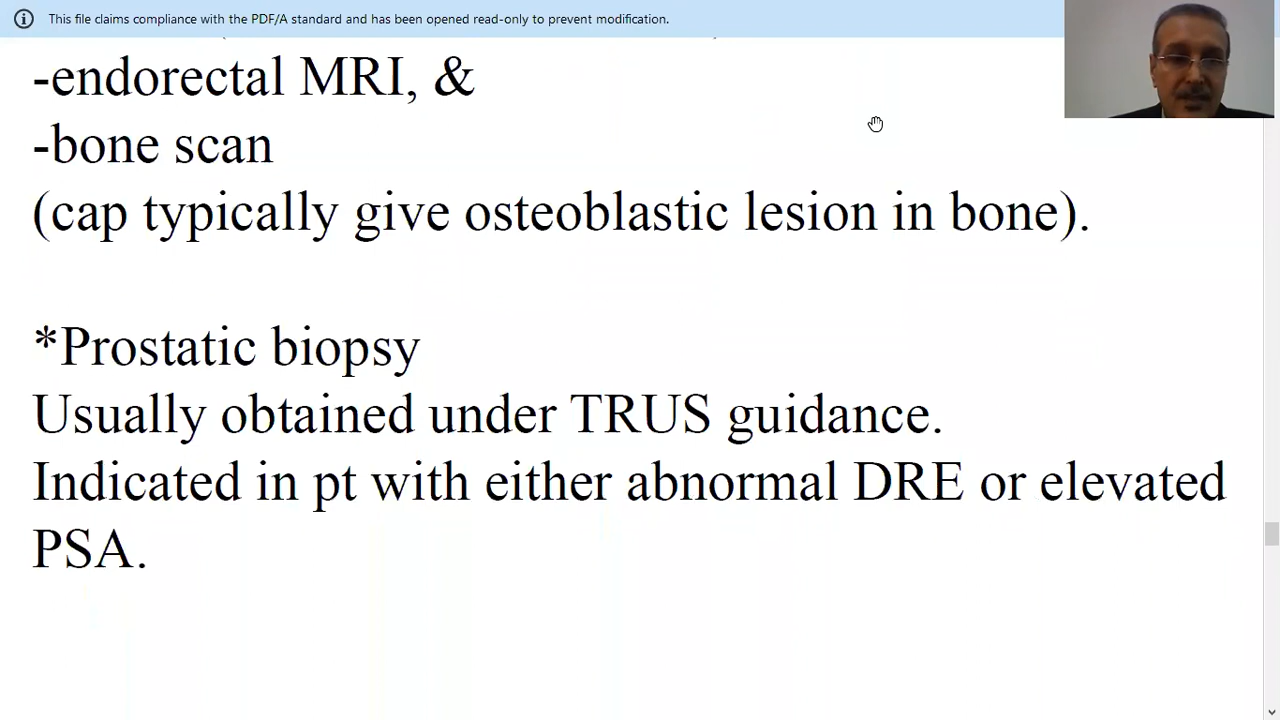 This file claims compliance with the PDF/A standard and has been opened read-only to prevent modification.
-endorectal MRI, &
-bone scan
(cap typically give osteoblastic lesion in bone).
*Prostatic biopsy
Usually obtained under TRUS guidance.
Indicated in pt with either abnormal DRE or elevated
PSA.